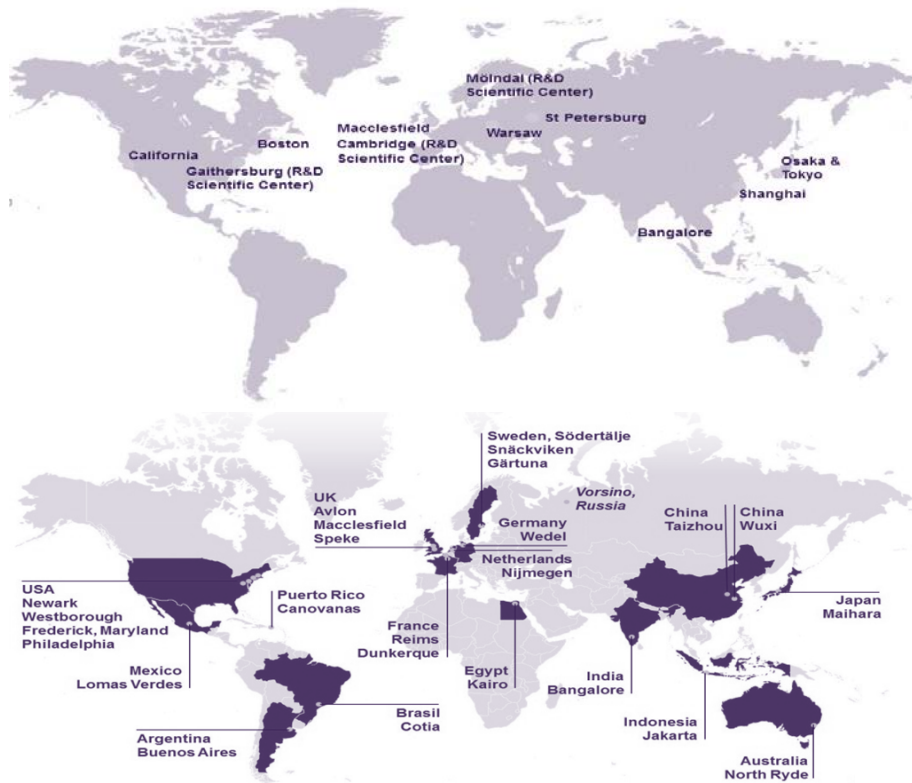 Mölndal (R&D
Scientific Center)
St Petersburg
Macclesfield
Warsaw
Boston
Cambridge (R&D
Scientific Center)
California
Gaithersburg (R&D
Scientific Center)
Osaka &
Tokyo
Shanghai
Bangalore
Sweden, Södertälje
Snäckviken
Gärtuna
UK
Avlon
Macclesfield
Speke
Vorsino,
Russia
Germany
Wedel
China
Taizhou
China
Wuxi
Netherlands
Nijmegen
USA
Newark
Westborough
Frederick, Maryland
Philadelphia
Puerto Rico
Canovanas
Japan
Maihara
France
Reims
Dunkerque
Mexico
Lomas Verdes
Egypt
Kairo
India
Bangalore
Brasil
Cotia
Indonesia
Jakarta
Argentina
Buenos Aires
Australia
North Ryde